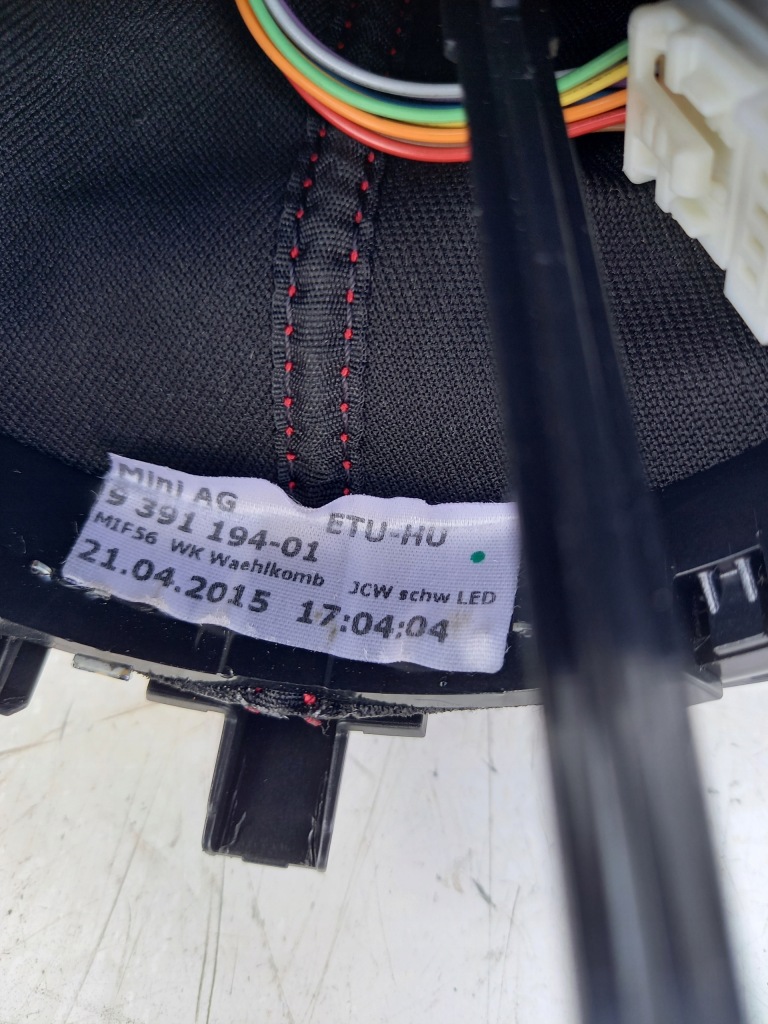 Mini AG
9 391 194-01 ETU-HU
MIF56 WK Waehlkomb JCW schw LED
21.04.2015 17:04:04